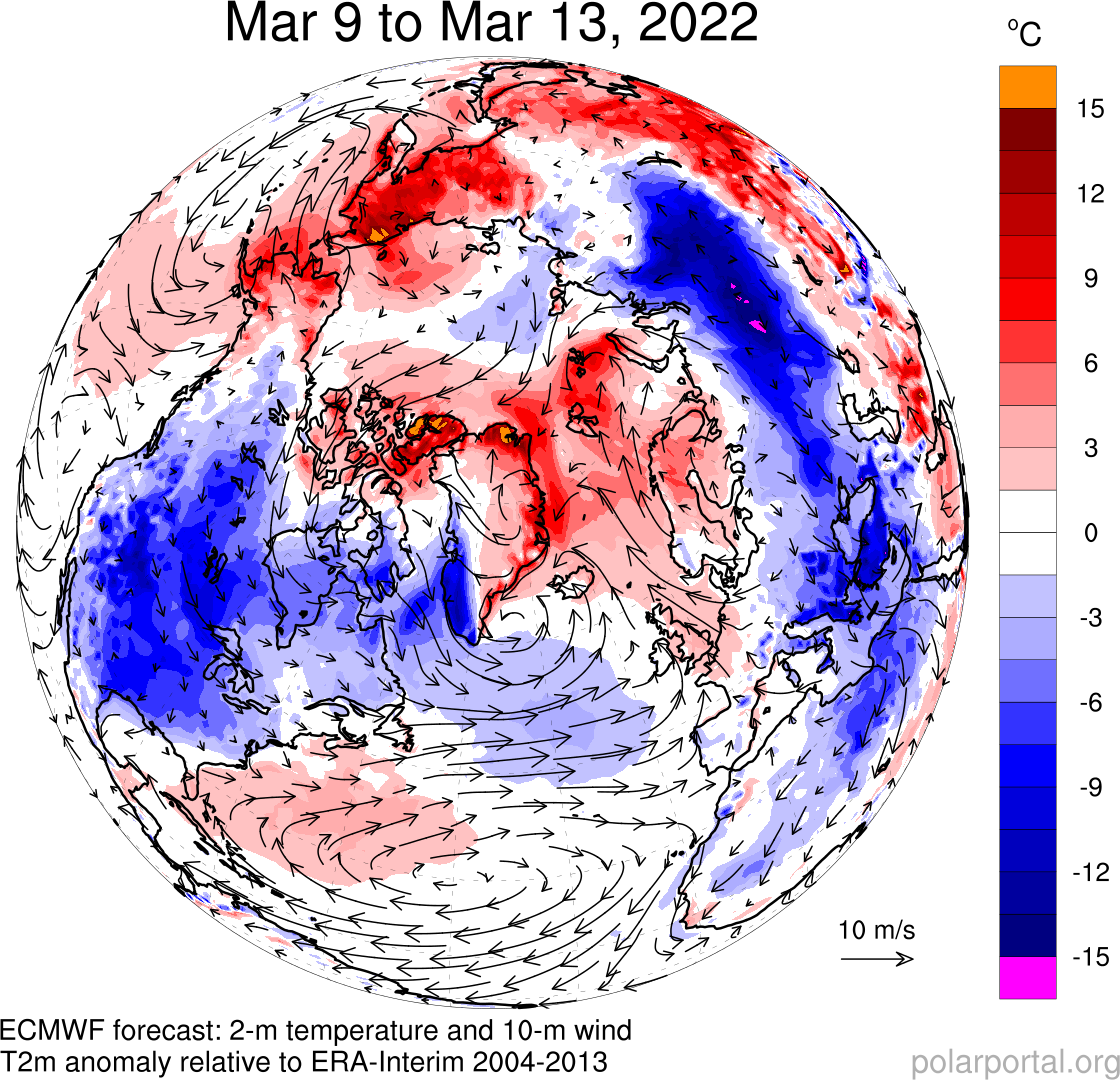 Mar 9 to Mar 13, 2022
°C
15
12
9
6
3
0
-3
-6
-9
-12
-15
10 m/s
ECMWF forecast: 2-m temperature and 10-m wind
T2m anomaly relative to ERA-Interim 2004-2013
polarportal.org